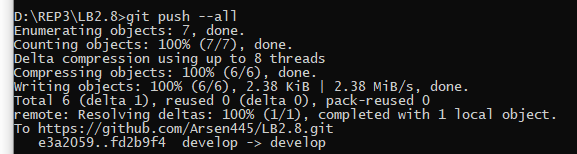 D:\REP3\LB2.8>git push --all
Enumerating objects: 7, done.
Counting objects: 100% (7/7), done.
Delta compression using up to 8 threads
Compressing objects: 100% (6/6), done.
Writing objects: 100% (6/6), 2.38 KiB | 2.38 MiB/s, done.
Total 6 (delta 1), reused 0 (delta 0), pack-reused 0
remote: Resolving deltas: 100% (1/1), completed with 1 local object.
To https://github.com/Arsen445/LB2.8.git
   e3a2059..fd2b9f4  develop -> develop